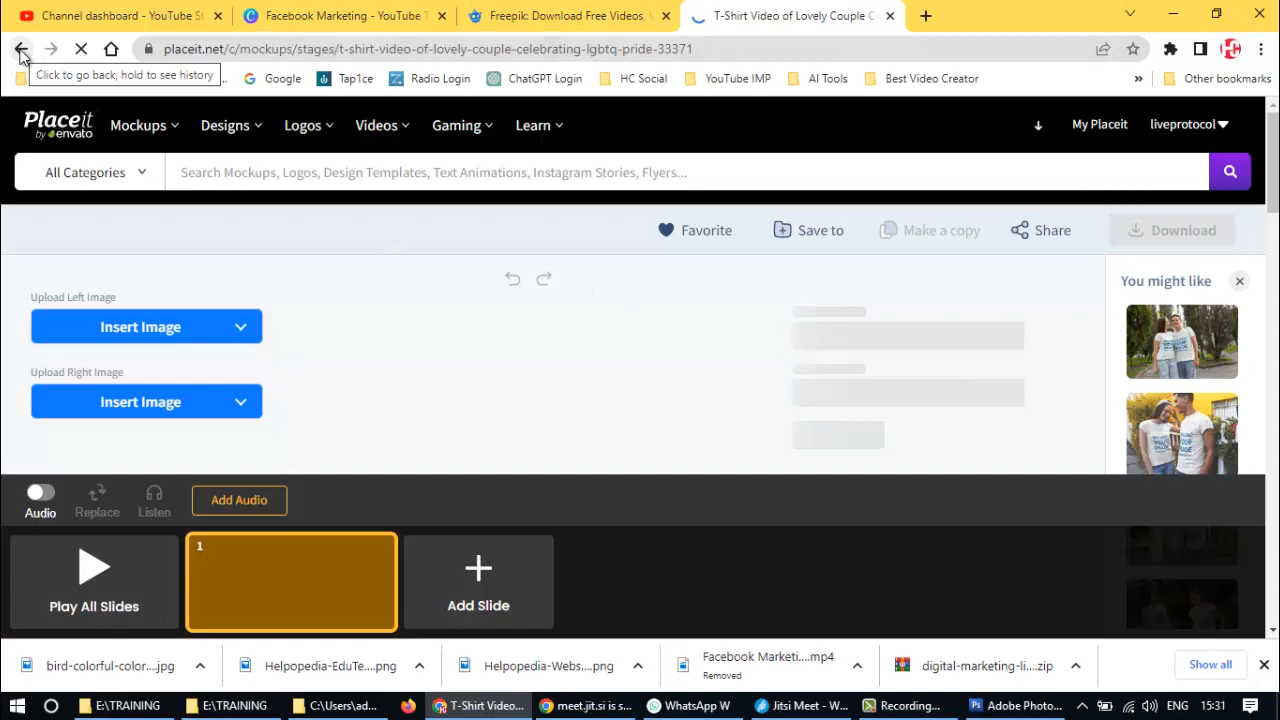 Channel dashboard - YouTube St
Facebook Marketing - YouTube T
Freepik: Download Free Videos, V
T-Shirt Video of Lovely Couple C
placeit.net/c/mockups/stages/t-shirt-video-of-lovely-couple-celebrating-lgbtq-pride-33371
Click to go back, hold to see history
Google
Tap1ce
Radio Login
ChatGPT Login
HC Social
YouTube IMP
AI Tools
Best Video Creator
Other bookmarks
Placeit
by envato
Mockups
Designs
Logos
Videos
Gaming
Learn
My Placeit
liveprotocol
All Categories
Search Mockups, Logos, Design Templates, Text Animations, Instagram Stories, Flyers...
Favorite
Save to
Make a copy
Share
Download
Upload Left Image
Insert Image
Upload Right Image
Insert Image
You might like
Audio
Replace
Listen
Add Audio
Play All Slides
1
Add Slide
bird-colorful-color....jpg
Helpopedia-EduTe....png
Helpopedia-Webs....png
Facebook Marketi....mp4
Removed
digital-marketing-li....zip
Show all
E:\TRAINING
E:\TRAINING
C:\Users\ad...
T-Shirt Video...
meet.jit.si is s...
WhatsApp W
Jitsi Meet - W...
Recording...
Adobe Photo...
ENG
15:31